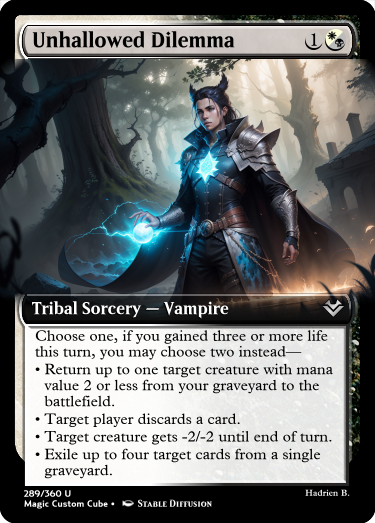 Unhallowed Dilemma 1
Tribal Sorcery — Vampire
Choose one, if you gained three or more life
this turn, you may choose two instead—
• Return up to one target creature with mana
value 2 or less from your graveyard to the
battlefield.
• Target player discards a card.
• Target creature gets -2/-2 until end of turn.
• Exile up to four target cards from a single
graveyard.
289/360 U Hadrien B.
Magic Custom Cube • Stable Diffusion